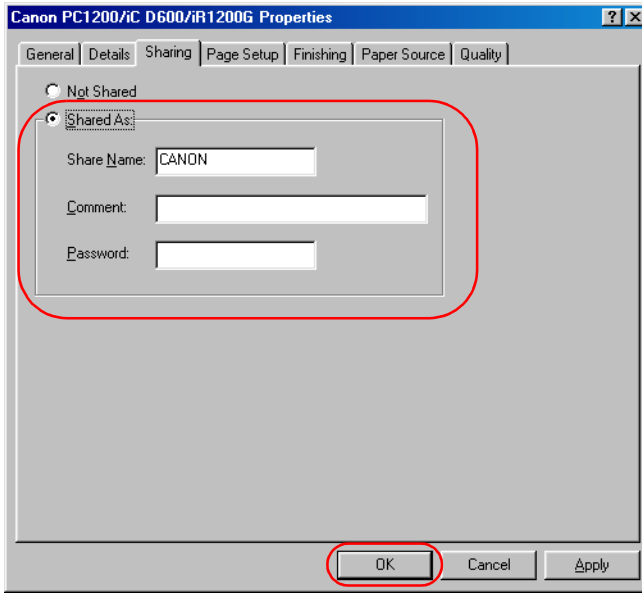 Canon PC1200/iC D600/iR1200G Properties
General Details Sharing Page Setup Finishing Paper Source Quality
Not Shared
Shared As:
Share Name: CANON
Comment:
Password:
OK Cancel Apply